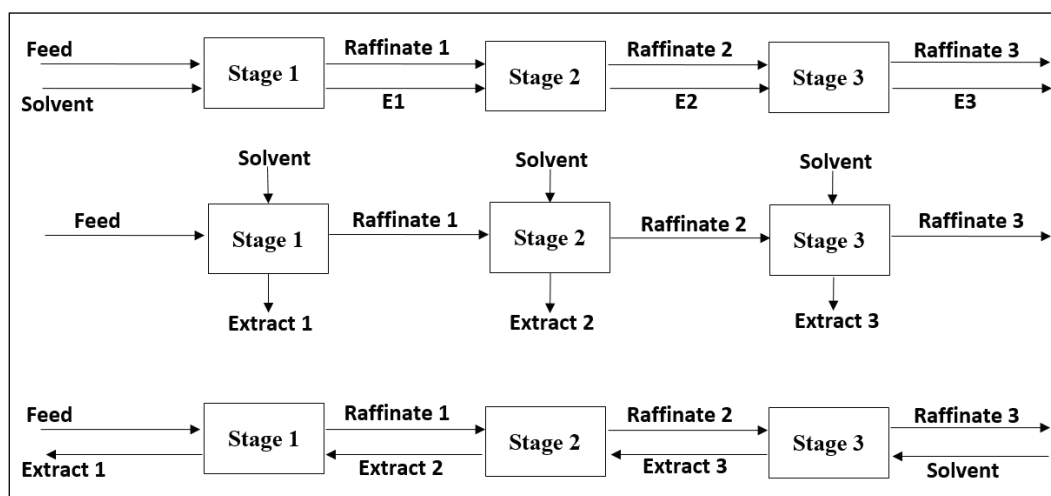 Feed
Raffinate 1
Raffinate 2
Raffinate 3
Stage 1
Stage 2
Stage 3
Solvent
E1
E2
E3
Solvent
Solvent
Solvent
Feed
Raffinate 1
Raffinate 2
Raffinate 3
Stage 1
Stage 2
Stage 3
Extract 1
Extract 2
Extract 3
Feed
Raffinate 1
Raffinate 2
Raffinate 3
Stage 1
Stage 2
Stage 3
Extract 1
Extract 2
Extract 3
Solvent